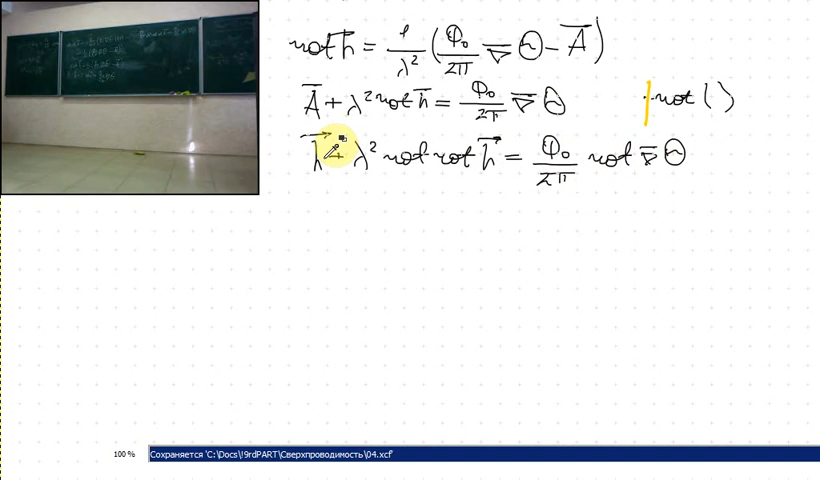 rot h̅ = 1/λ² (Φ₀/2π ∇̅Θ − A̅)
A̅ + λ² rot h̅ = Φ₀/2π ∇̅Θ | · rot ( )
h⃗ + λ² rot rot h⃗ = Φ₀/2π rot ∇̅Θ
100 % Сохраняется 'C:\Docs\!9rdPART\Сверхпроводимость\04.xcf'